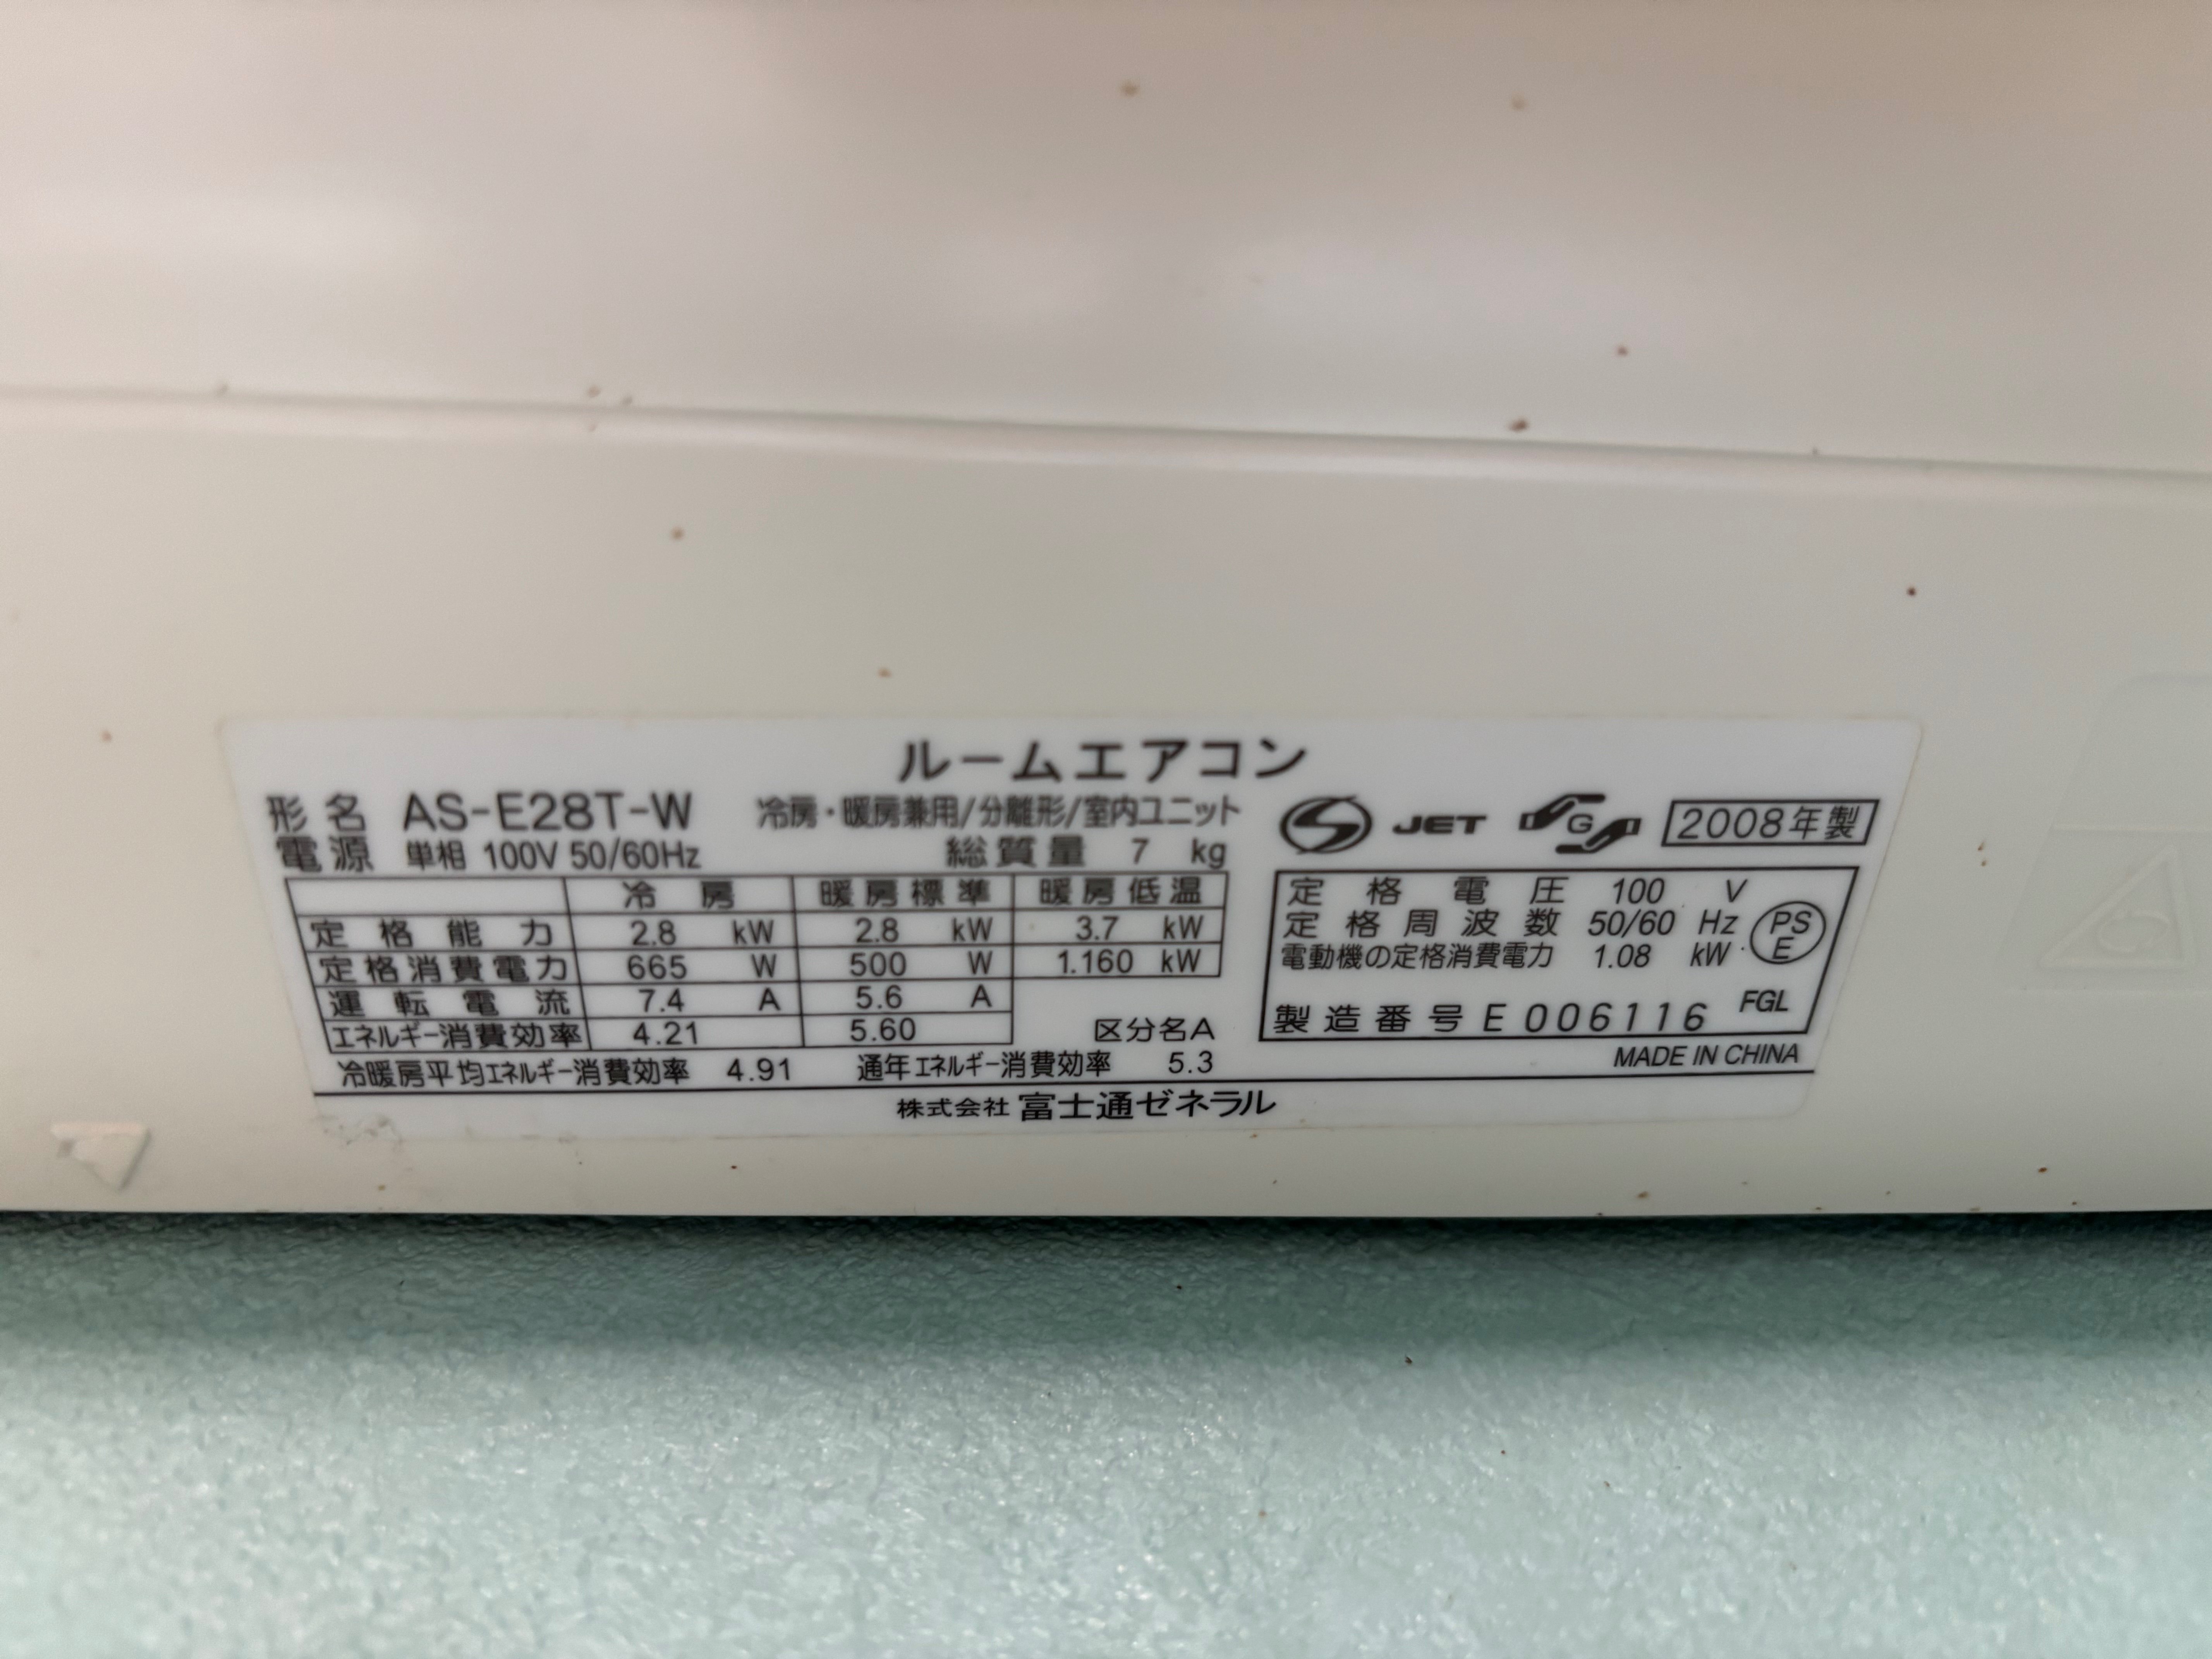 ルームエアコン
形名 AS-E28T-W 冷房・暖房兼用/分離形/室内ユニット
電源 単相 100V 50/60Hz 総質量 7 kg
冷房 暖房標準 暖房低温
定格能力 2.8 kW 2.8 kW 3.7 kW
定格消費電力 665 W 500 W 1.160 kW
運転電流 7.4 A 5.6 A
エネルギー消費効率 4.21 5.60 区分名A
冷暖房平均エネルギー消費効率 4.91 通年エネルギー消費効率 5.3
S JET G 2008年製
定格電圧 100 V
定格周波数 50/60 Hz
電動機の定格消費電力 1.08 kW
PS
E
製造番号 E 006116 FGL
MADE IN CHINA
株式会社 富士通ゼネラル